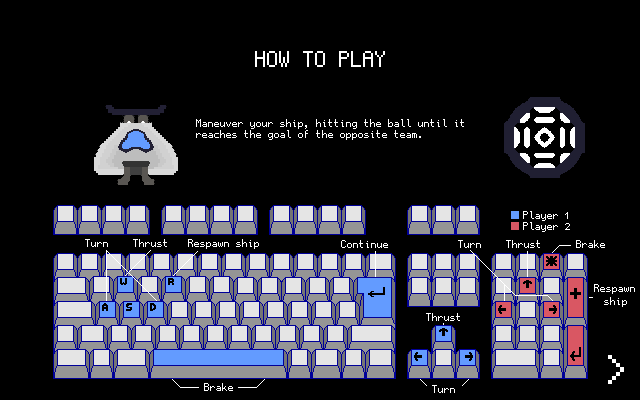 HOW TO PLAY
Maneuver your ship, hitting the ball until it
reaches the goal of the opposite team.
Player 1
Player 2
Turn Thrust Respawn ship Continue Turn Thrust Brake
W R
A S D
Respawn
ship
Thrust
Brake
Turn